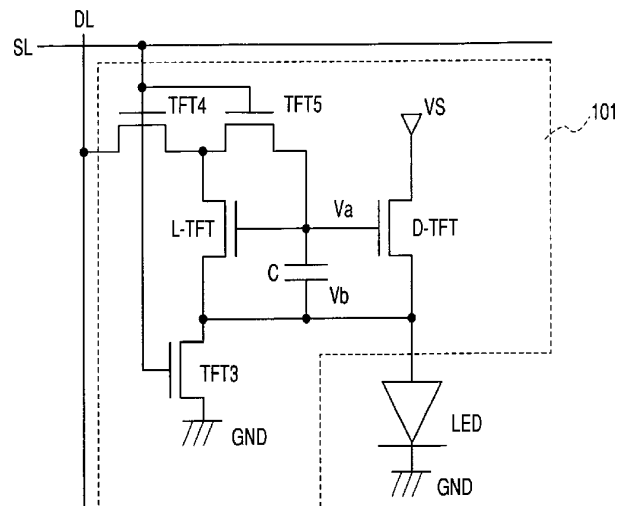 DL
SL
TFT4
TFT5
VS
101
L-TFT
Va
D-TFT
C
Vb
TFT3
GND
LED
GND